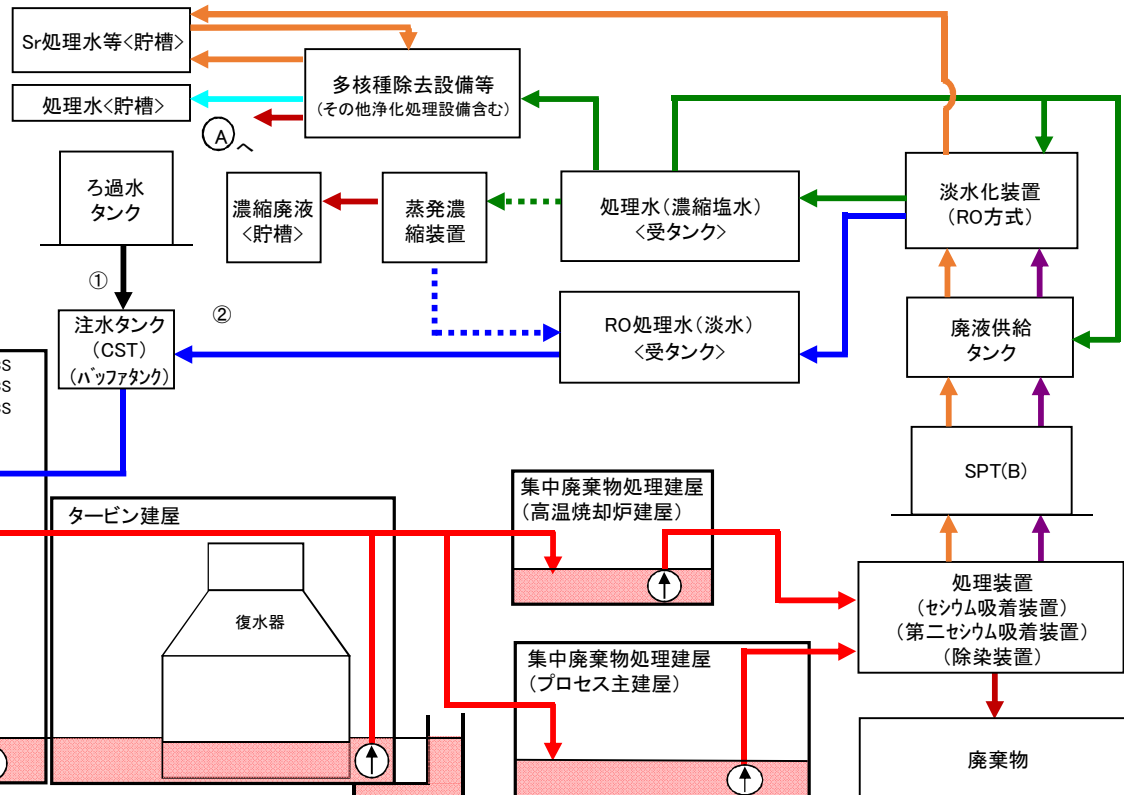 Sr処理水等<貯槽>
処理水<貯槽>
多核種除去設備等
(その他浄化処理設備含む)
Aへ
ろ過水
タンク
濃縮廃液
<貯槽>
蒸発濃
縮装置
処理水(濃縮塩水)
<受タンク>
淡水化装置
(RO方式)
①
②
注水タンク
(CST)
(バッファタンク)
RO処理水(淡水)
<受タンク>
廃液供給
タンク
SPT(B)
タービン建屋
復水器
集中廃棄物処理建屋
(高温焼却炉建屋)
集中廃棄物処理建屋
(プロセス主建屋)
処理装置
(セシウム吸着装置)
(第二セシウム吸着装置)
(除染装置)
廃棄物